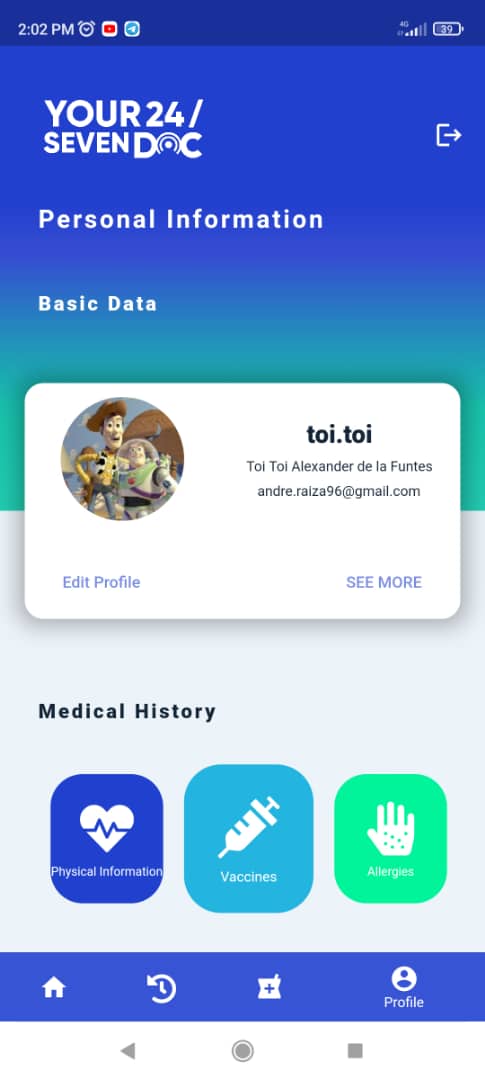 2:02 PM
4G
39
YOUR 24/
SEVEN DOC
Personal Information
Basic Data
toi.toi
Toi Toi Alexander de la Funtes
andre.raiza96@gmail.com
Edit Profile
SEE MORE
Medical History
Physical Information
Vaccines
Allergies
Profile